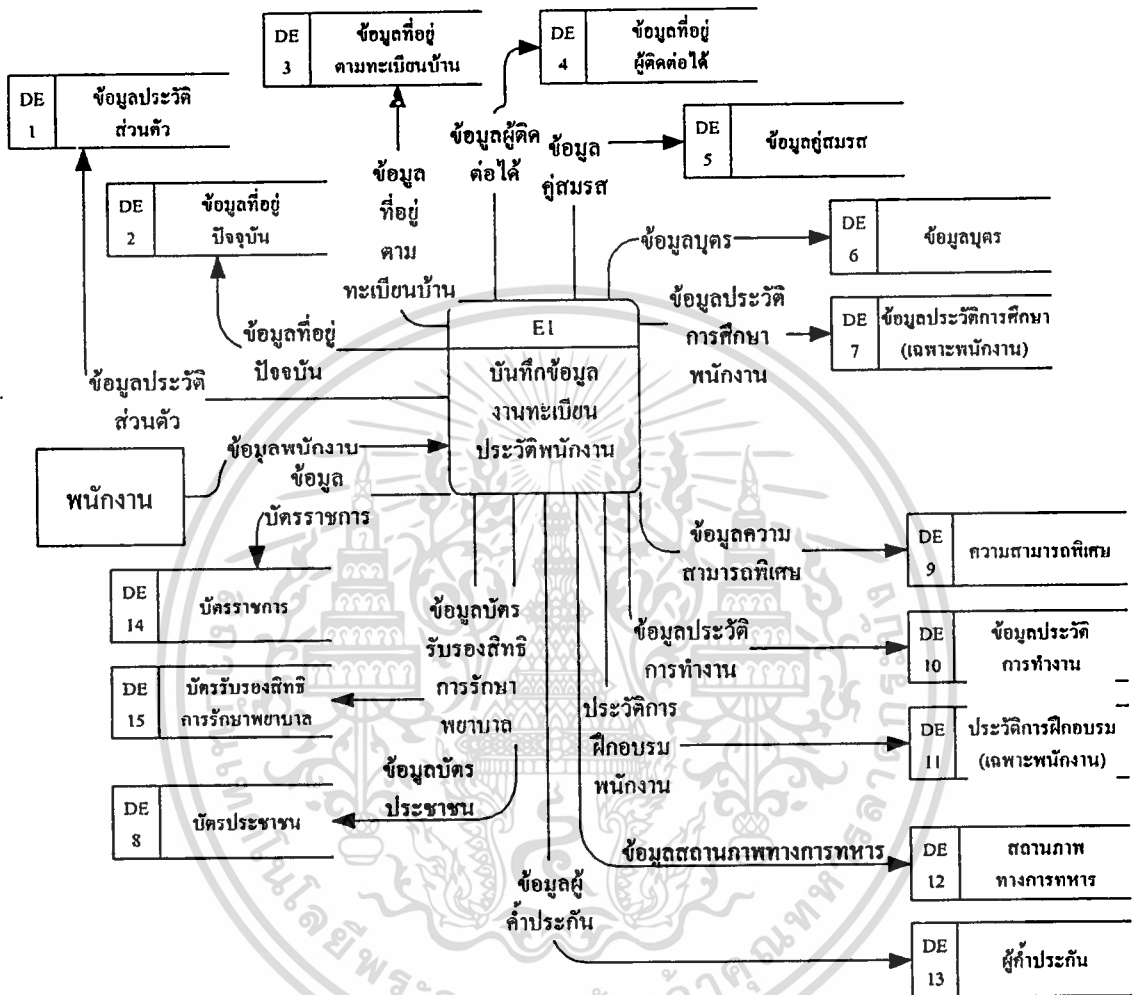 DE
3
ข้อมูลที่อยู่
ตามทะเบียนบ้าน
DE
4
ข้อมูลที่อยู่
ผู้ติดต่อได้
DE
1
ข้อมูลประวัติ
ส่วนตัว
DE
5
ข้อมูลคู่สมรส
DE
2
ข้อมูลที่อยู่
ปัจจุบัน
DE
6
ข้อมูลบุตร
DE
7
ข้อมูลประวัติการศึกษา
(เฉพาะพนักงาน)
ข้อมูลผู้ติด
ต่อได้
ข้อมูล
คู่สมรส
ข้อมูล
ที่อยู่
ตาม
ทะเบียนบ้าน
ข้อมูลบุตร
ข้อมูลประวัติ
การศึกษา
พนักงาน
ข้อมูลที่อยู่
ปัจจบัน
ข้อมูลประวัติ
ส่วนตัว
E1
บันทึกข้อมูล
งานทะเบียน
ประวัติพนักงาน
พนักงาน
ข้อมูลพนักงาน
ข้อมูล
บัตรราชการ
DE
14
บัตรราชการ
DE
15
บัตรรับรองสิทธิ
การรักษาพยาบาล
DE
8
บัตรประชาชน
ข้อมูลบัตร
รับรองสิทธิ
การรักษา
พยาบาล
ข้อมูลบัตร
ประชาชน
ข้อมูลผู้
ค้ำประกัน
ข้อมูลความ
สามารถพิเศษ
ข้อมูลประวัติ
การทำงาน
ประวัติการ
ฝึกอบรม
พนักงาน
ข้อมูลสถานภาพทางการทหาร
DE
9
ความสามารถพิเศษ
DE
10
ข้อมูลประวัติ
การทำงาน
DE
11
ประวัติการฝึกอบรม
(เฉพาะพนักงาน)
DE
12
สถานภาพ
ทางการทหาร
DE
13
ผู้ค้ำประกัน